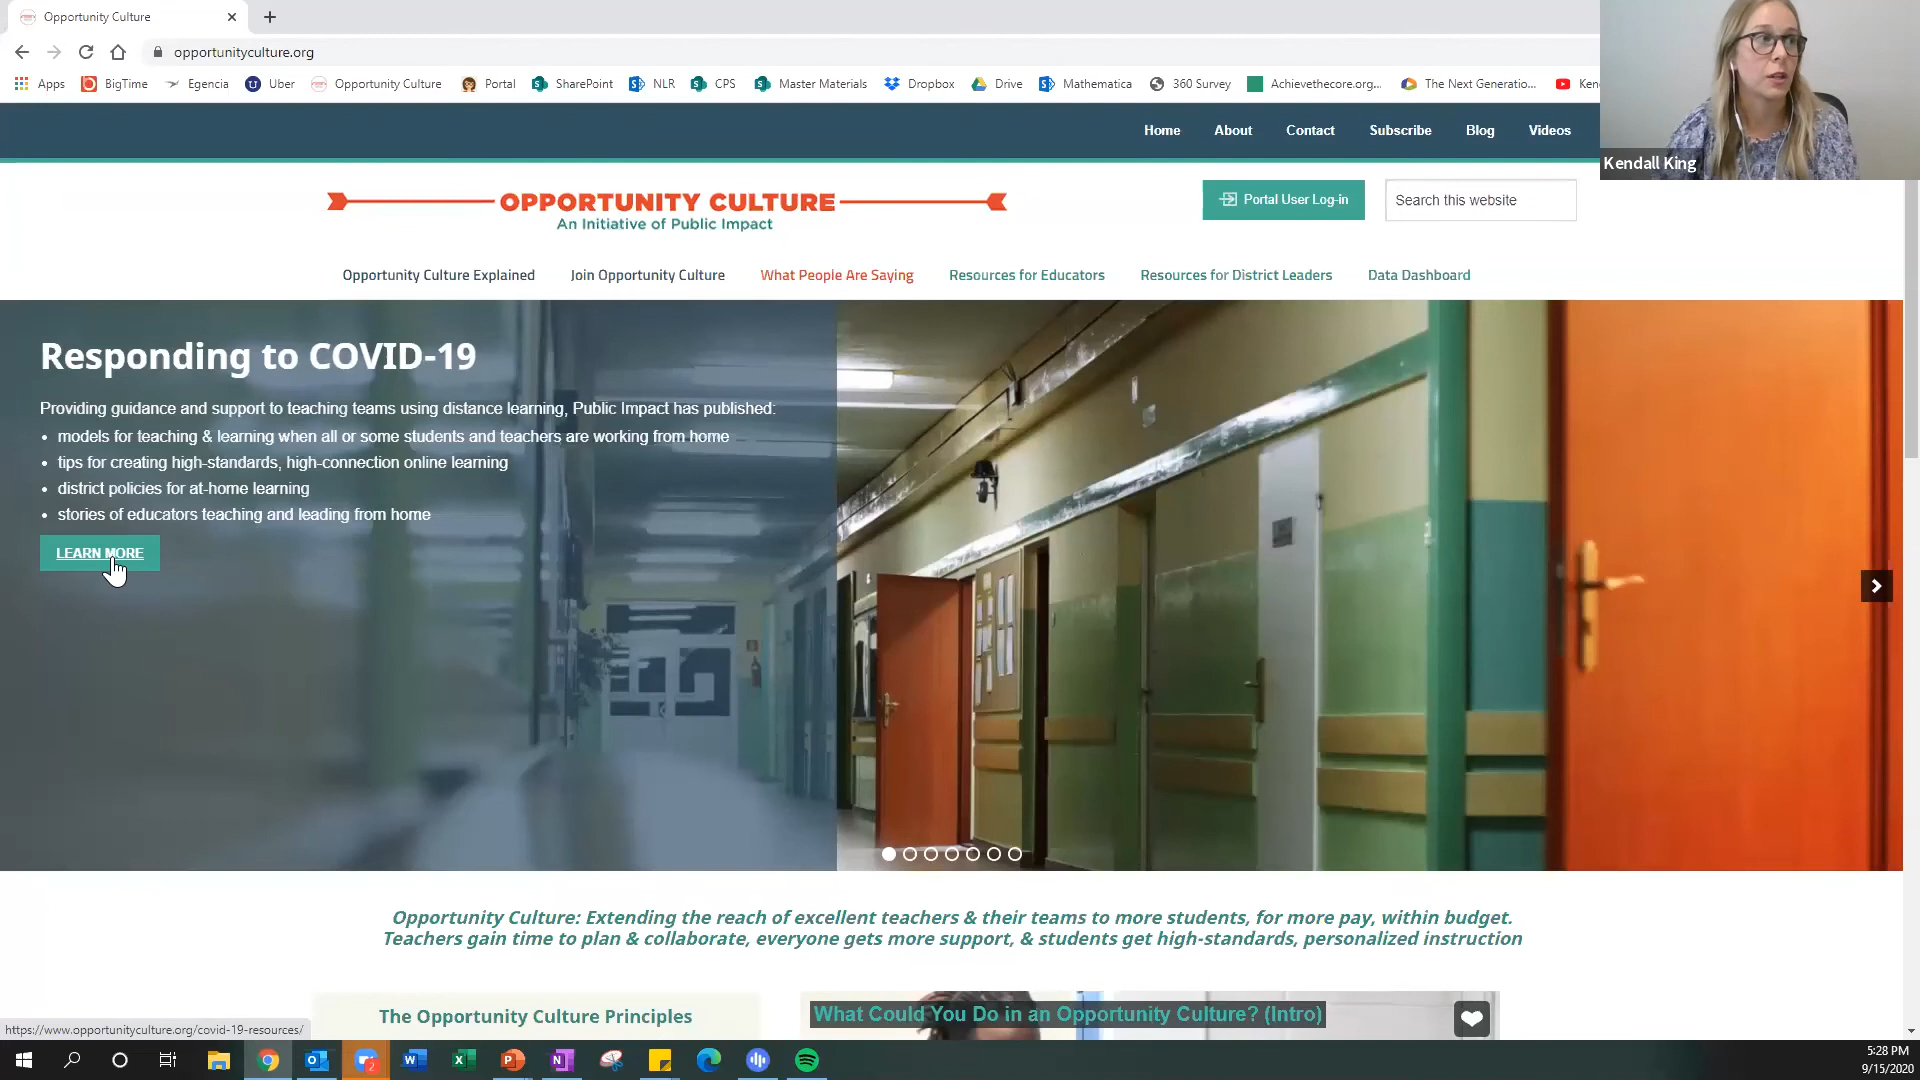 Opportunity Culture
opportunityculture.org
Apps BigTime Egencia Uber Opportunity Culture Portal SharePoint NLR CPS Master Materials Dropbox Drive Mathematica 360 Survey Achievethecore.org... The Next Generatio...
Home About Contact Subscribe Blog Videos
Kendall King
OPPORTUNITY CULTURE
An Initiative of Public Impact
Portal User Log-in
Search this website
Opportunity Culture Explained Join Opportunity Culture What People Are Saying Resources for Educators Resources for District Leaders Data Dashboard
Responding to COVID-19
Providing guidance and support to teaching teams using distance learning, Public Impact has published:
• models for teaching & learning when all or some students and teachers are working from home
• tips for creating high-standards, high-connection online learning
• district policies for at-home learning
• stories of educators teaching and leading from home
LEARN MORE
Opportunity Culture: Extending the reach of excellent teachers & their teams to more students, for more pay, within budget.
Teachers gain time to plan & collaborate, everyone gets more support, & students get high-standards, personalized instruction
The Opportunity Culture Principles
What Could You Do in an Opportunity Culture? (Intro)
https://www.opportunityculture.org/covid-19-resources/
2
5:28 PM
9/15/2020